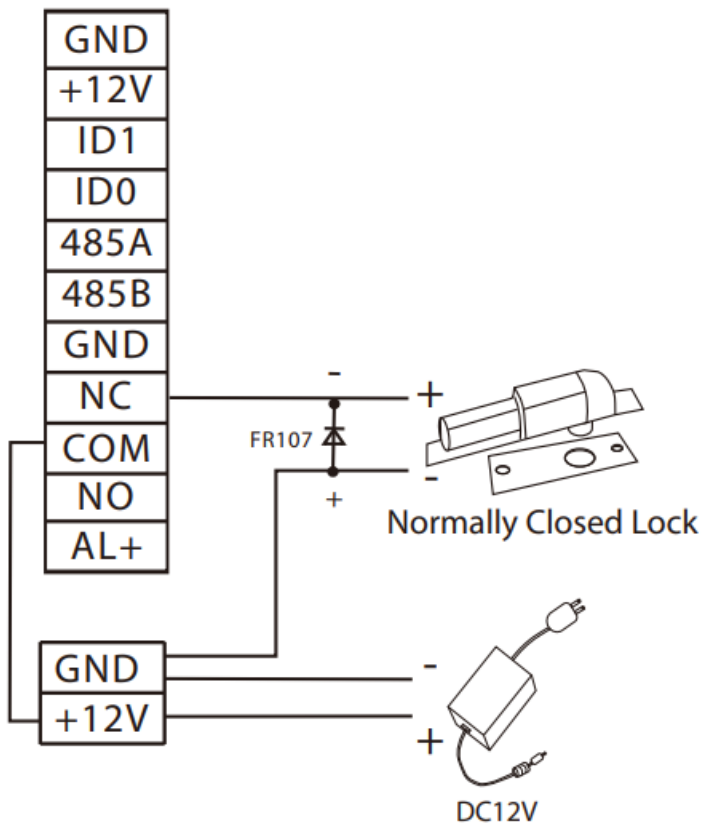 GND
+12V
ID1
ID0
485A
485B
GND
NC
COM
NO
AL+
-
+
FR107
+
-
Normally Closed Lock
GND
+12V
-
+
DC12V